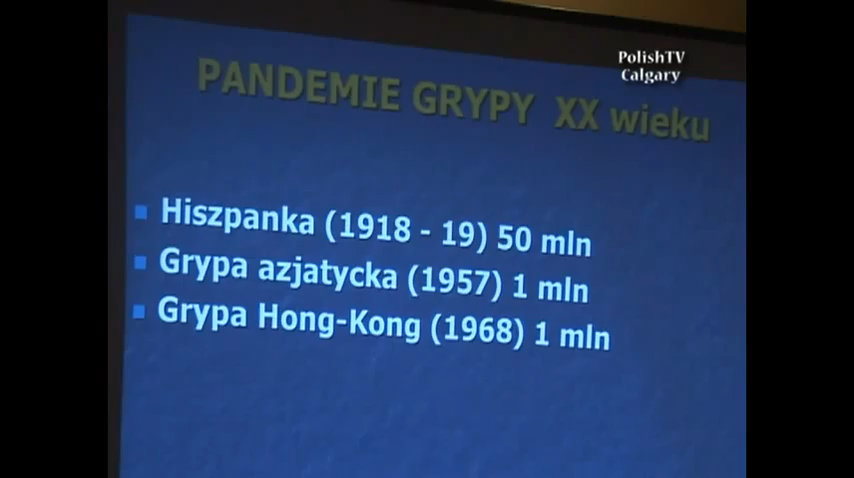 PolishTV
Calgary
PANDEMIE GRYPY XX wieku
Hiszpanka (1918 - 19) 50 mln
Grypa azjatycka (1957) 1 mln
Grypa Hong-Kong (1968) 1 mln